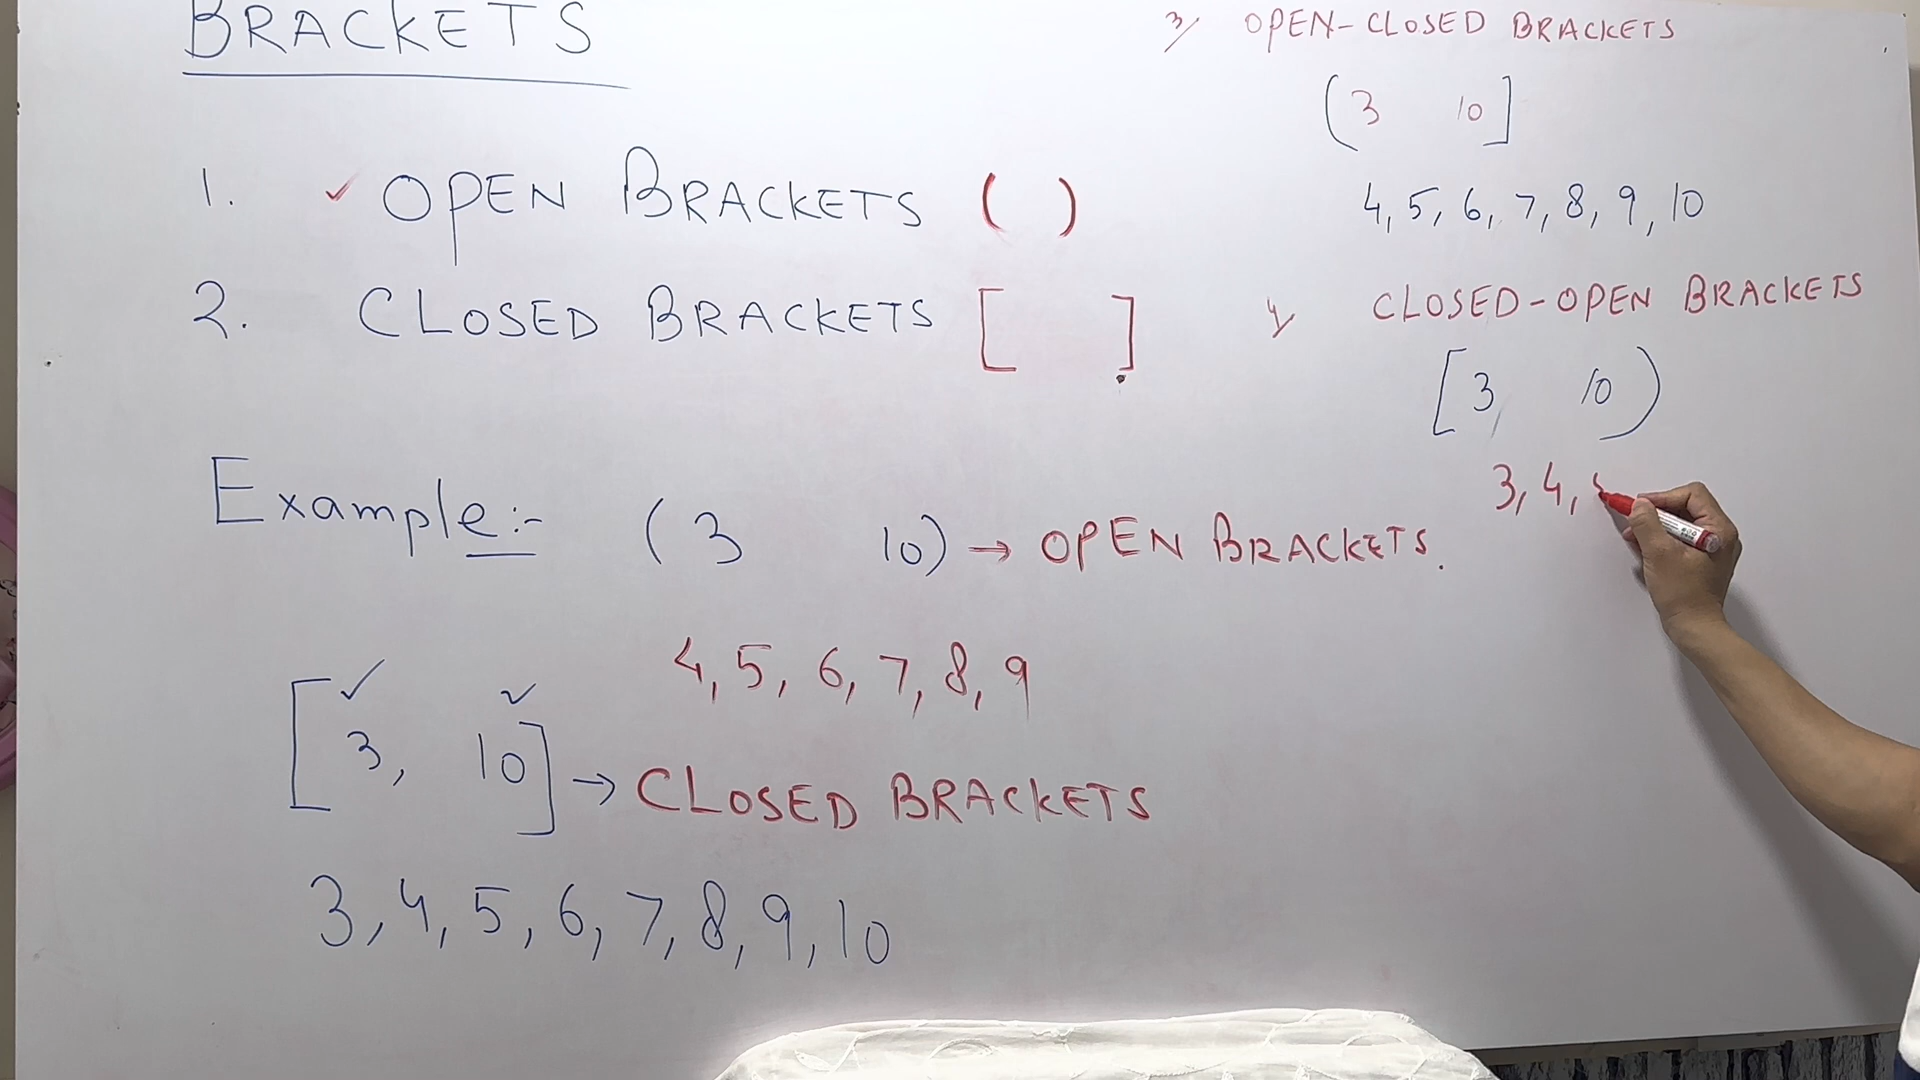 BRACKETS
1. ✓ OPEN BRACKETS ( )
2. CLOSED BRACKETS [ ]
Example:- (3 10) → OPEN BRACKETS.
4, 5, 6, 7, 8, 9
[3, 10] → CLOSED BRACKETS
3, 4, 5, 6, 7, 8, 9, 10
3) OPEN-CLOSED BRACKETS
(3 10]
4, 5, 6, 7, 8, 9, 10
CLOSED-OPEN BRACKETS
[3, 10)
3, 4,